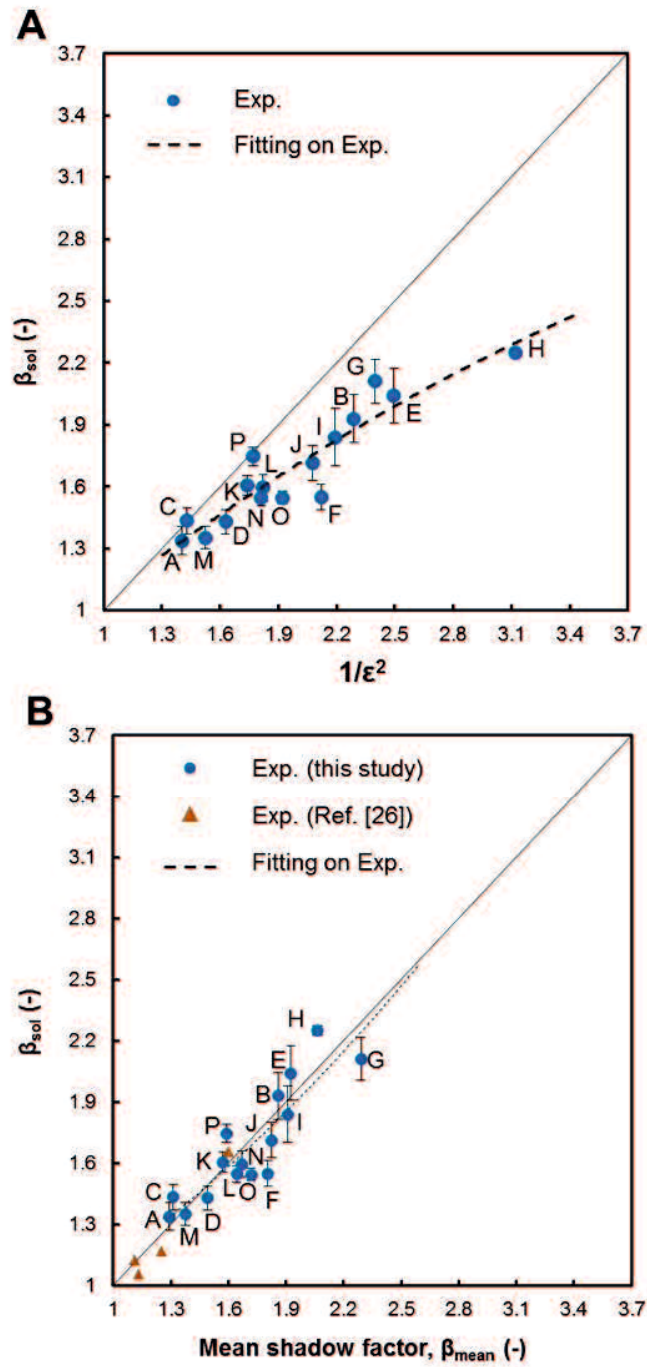 A
3.7
3.4
3.1
2.8
2.5
2.2
1.9
1.6
1.3
1
βsol (-)
Exp.
Fitting on Exp.
H
G
E
B
I
J
P
L
K
N
O
F
C
D
A
M
1 1.3 1.6 1.9 2.2 2.5 2.8 3.1 3.4 3.7
1/ε²
B
3.7
3.4
3.1
2.8
2.5
2.2
1.9
1.6
1.3
1
βsol (-)
Exp. (this study)
Exp. (Ref. [26])
Fitting on Exp.
H
G
E
B
I
P
J
K
N
L
O
F
C
D
A
M
1 1.3 1.6 1.9 2.2 2.5 2.8 3.1 3.4 3.7
Mean shadow factor, βmean (-)